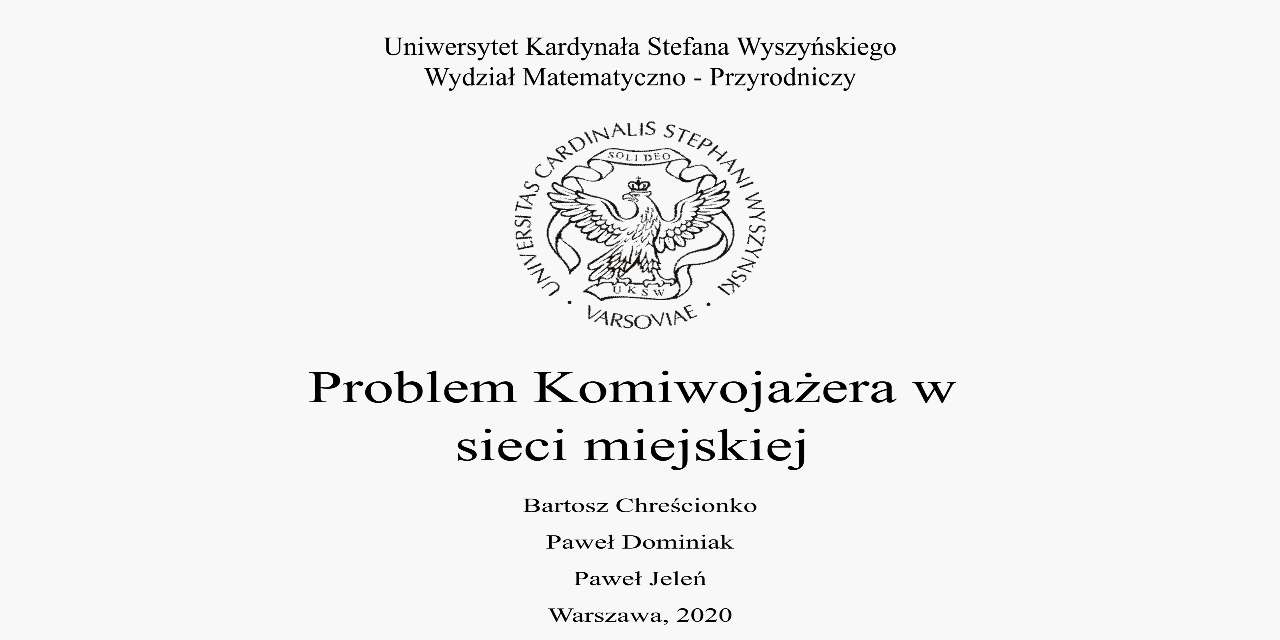 Uniwersytet Kardynała Stefana Wyszyńskiego
Wydział Matematyczno - Przyrodniczy
UNIVERSITAS CARDINALIS STEPHANI WYSZYŃSKI
SOLI DEO
UKSW
• VARSOVIAE •
Problem Komiwojażera w
sieci miejskiej
Bartosz Chreścionko
Paweł Dominiak
Paweł Jeleń
Warszawa, 2020